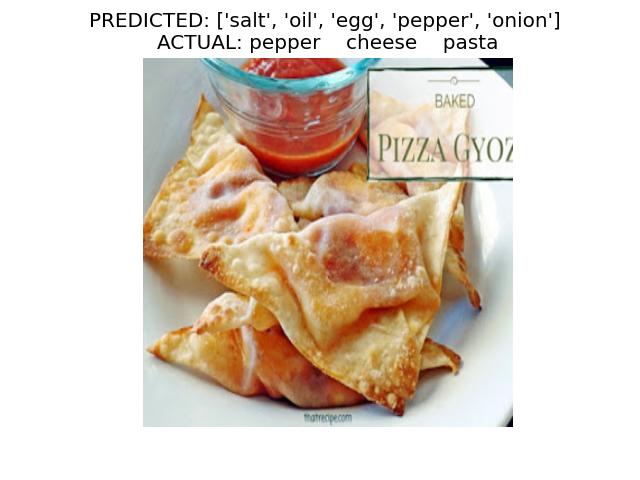 PREDICTED: ['salt', 'oil', 'egg', 'pepper', 'onion']
ACTUAL: pepper    cheese    pasta
BAKED
PIZZA GYOZ
thatrecipe.com